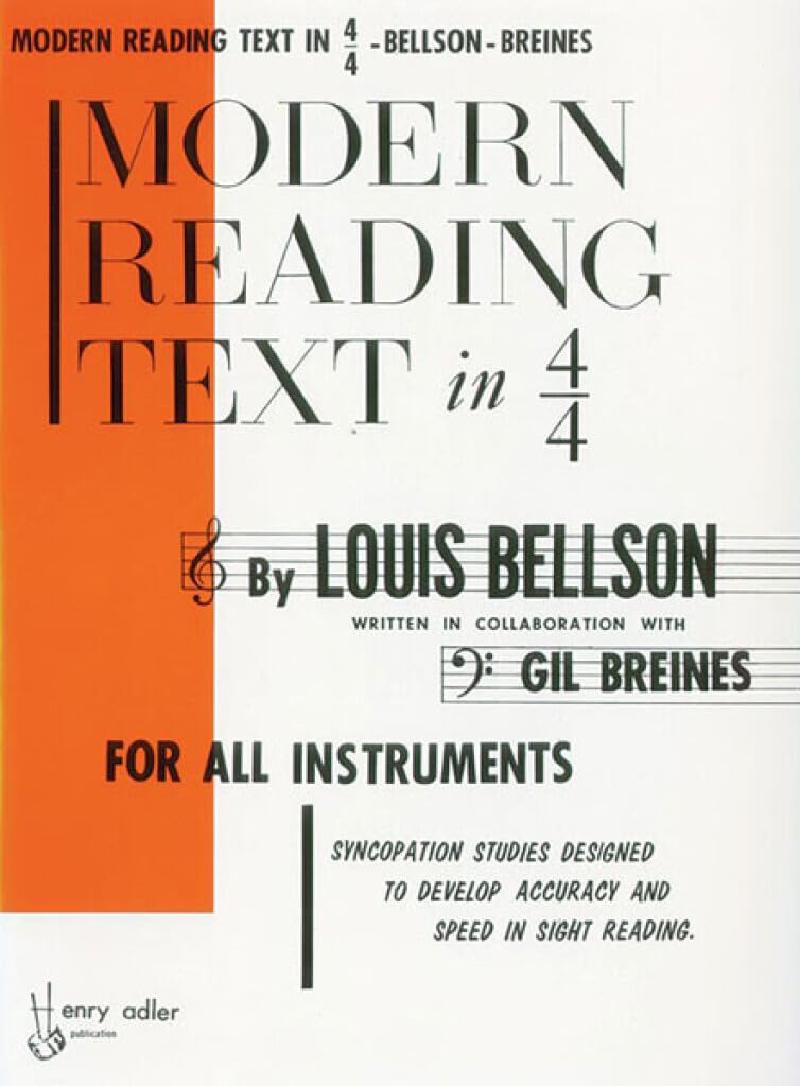 MODERN READING TEXT IN 4/4 - BELLSON - BREINES
MODERN
READING
TEXT in 4/4
By LOUIS BELLSON
WRITTEN IN COLLABORATION WITH
GIL BREINES
FOR ALL INSTRUMENTS
SYNCOPATION STUDIES DESIGNED
TO DEVELOP ACCURACY AND
SPEED IN SIGHT READING.
Henry adler
publication